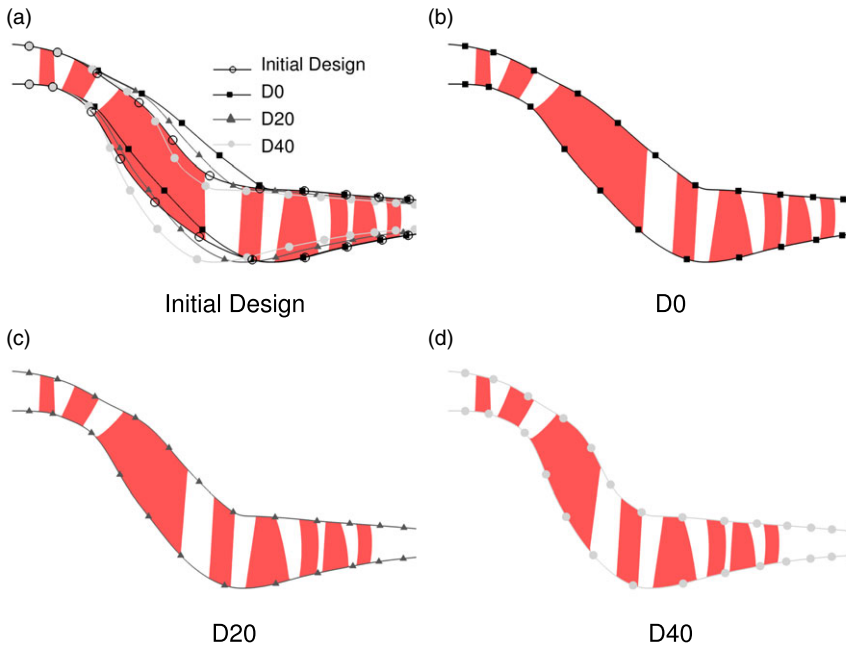 (a)
(b)
Initial Design
D0
D20
D40
Initial Design
D0
(c)
(d)
D20
D40